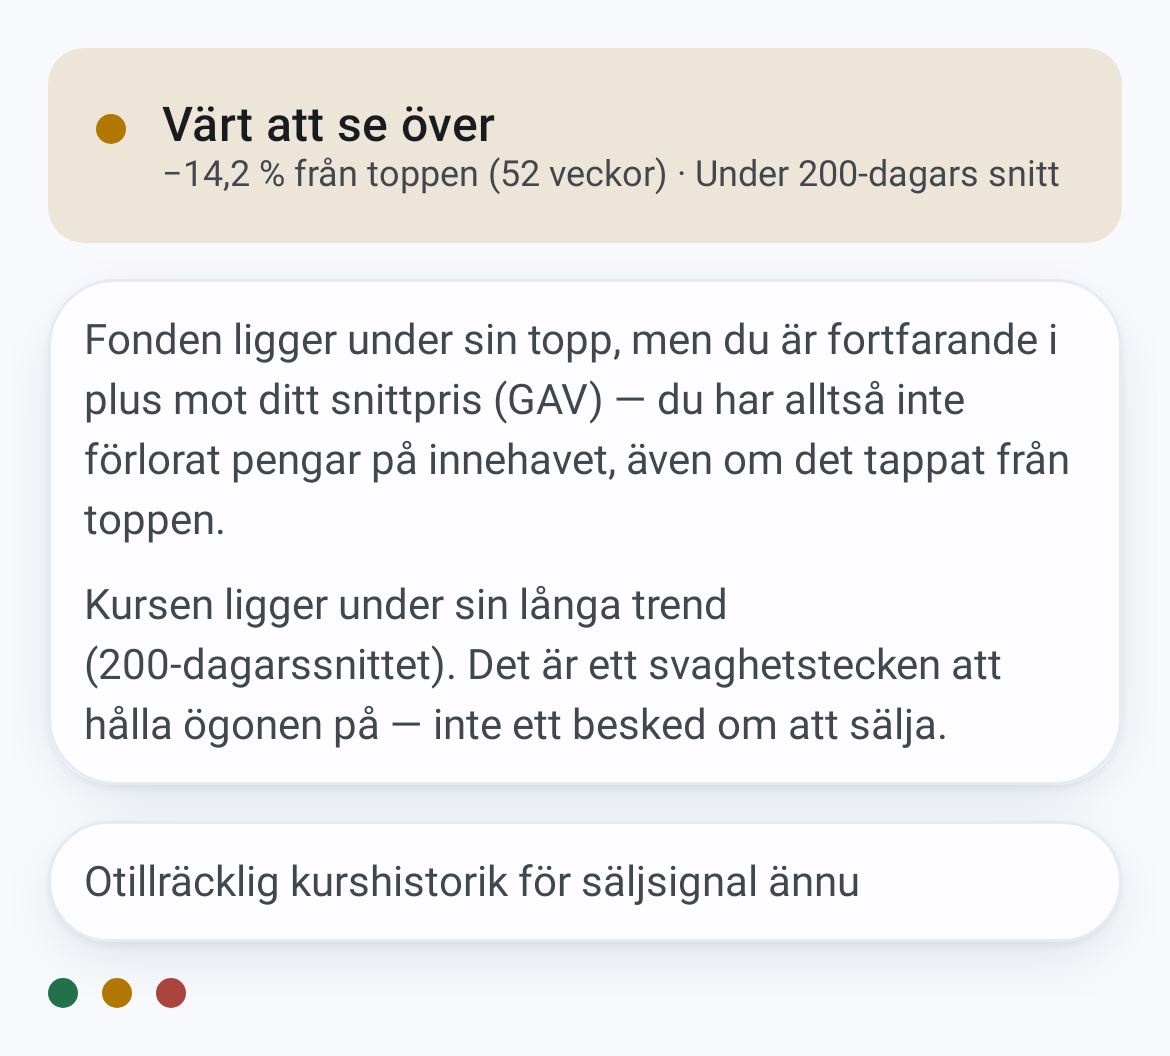 Värt att se över
−14,2 % från toppen (52 veckor) · Under 200-dagars snitt
Fonden ligger under sin topp, men du är fortfarande i
plus mot ditt snittpris (GAV) — du har alltså inte
förlorat pengar på innehavet, även om det tappat från
toppen.
Kursen ligger under sin långa trend
(200-dagarssnittet). Det är ett svaghetstecken att
hålla ögonen på — inte ett besked om att sälja.
Otillräcklig kurshistorik för säljsignal ännu